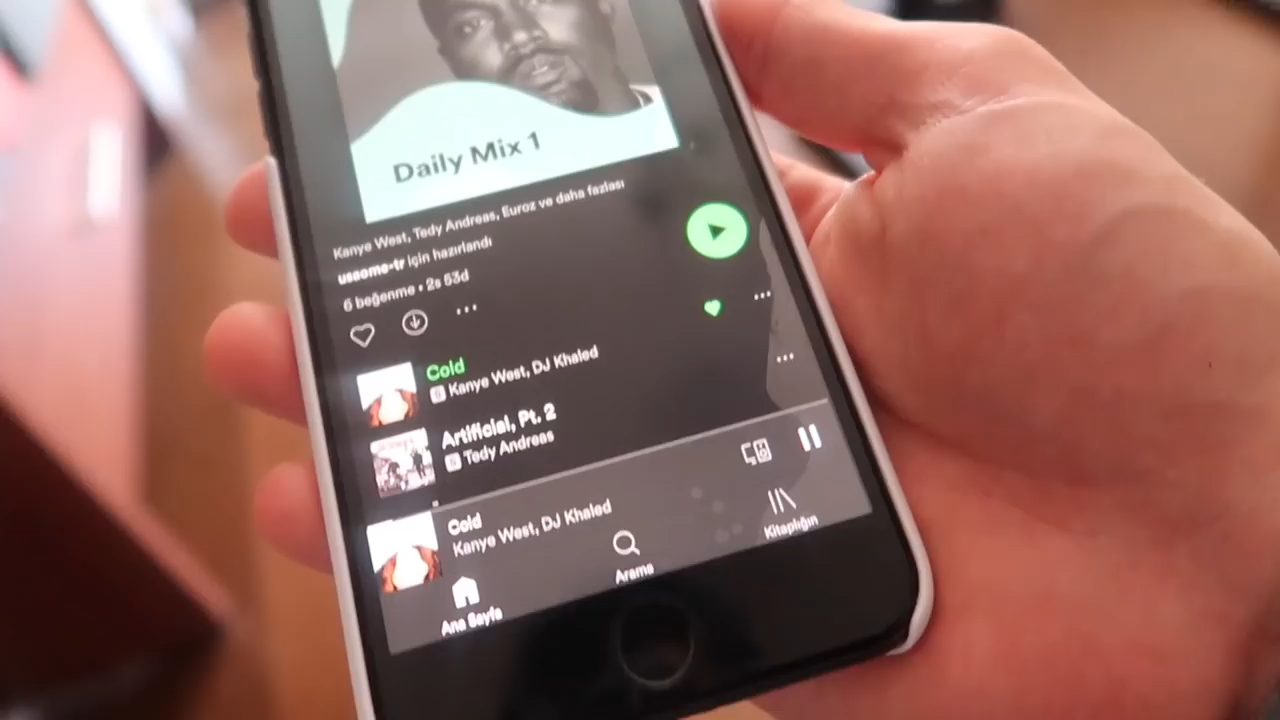 Daily Mix 1
Kanye West, Tedy Andreas, Euroz ve daha fazlası
usaome-tr için hazırlandı
6 beğenme • 2s 53d
Cold
E Kanye West, DJ Khaled
Artificial, Pt. 2
E Tedy Andreas
Cold
Kanye West, DJ Khaled
Ana Sayfa
Arama
Kitaplığın